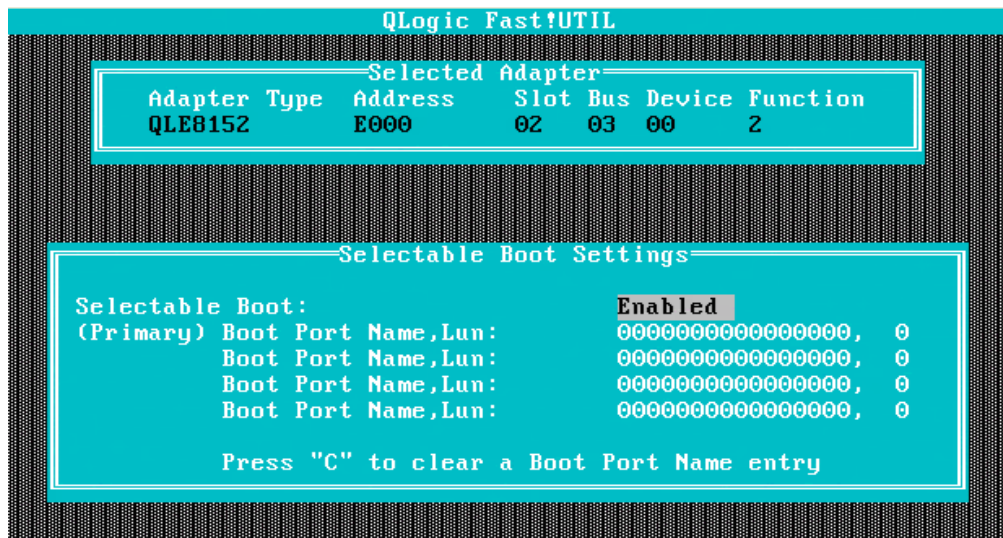 QLogic Fast!UTIL
Selected Adapter
Adapter Type Address Slot Bus Device Function
QLE8152 E000 02 03 00 2
Selectable Boot Settings
Selectable Boot: Enabled
(Primary) Boot Port Name,Lun: 0000000000000000, 0
Boot Port Name,Lun: 0000000000000000, 0
Boot Port Name,Lun: 0000000000000000, 0
Boot Port Name,Lun: 0000000000000000, 0
Press "C" to clear a Boot Port Name entry